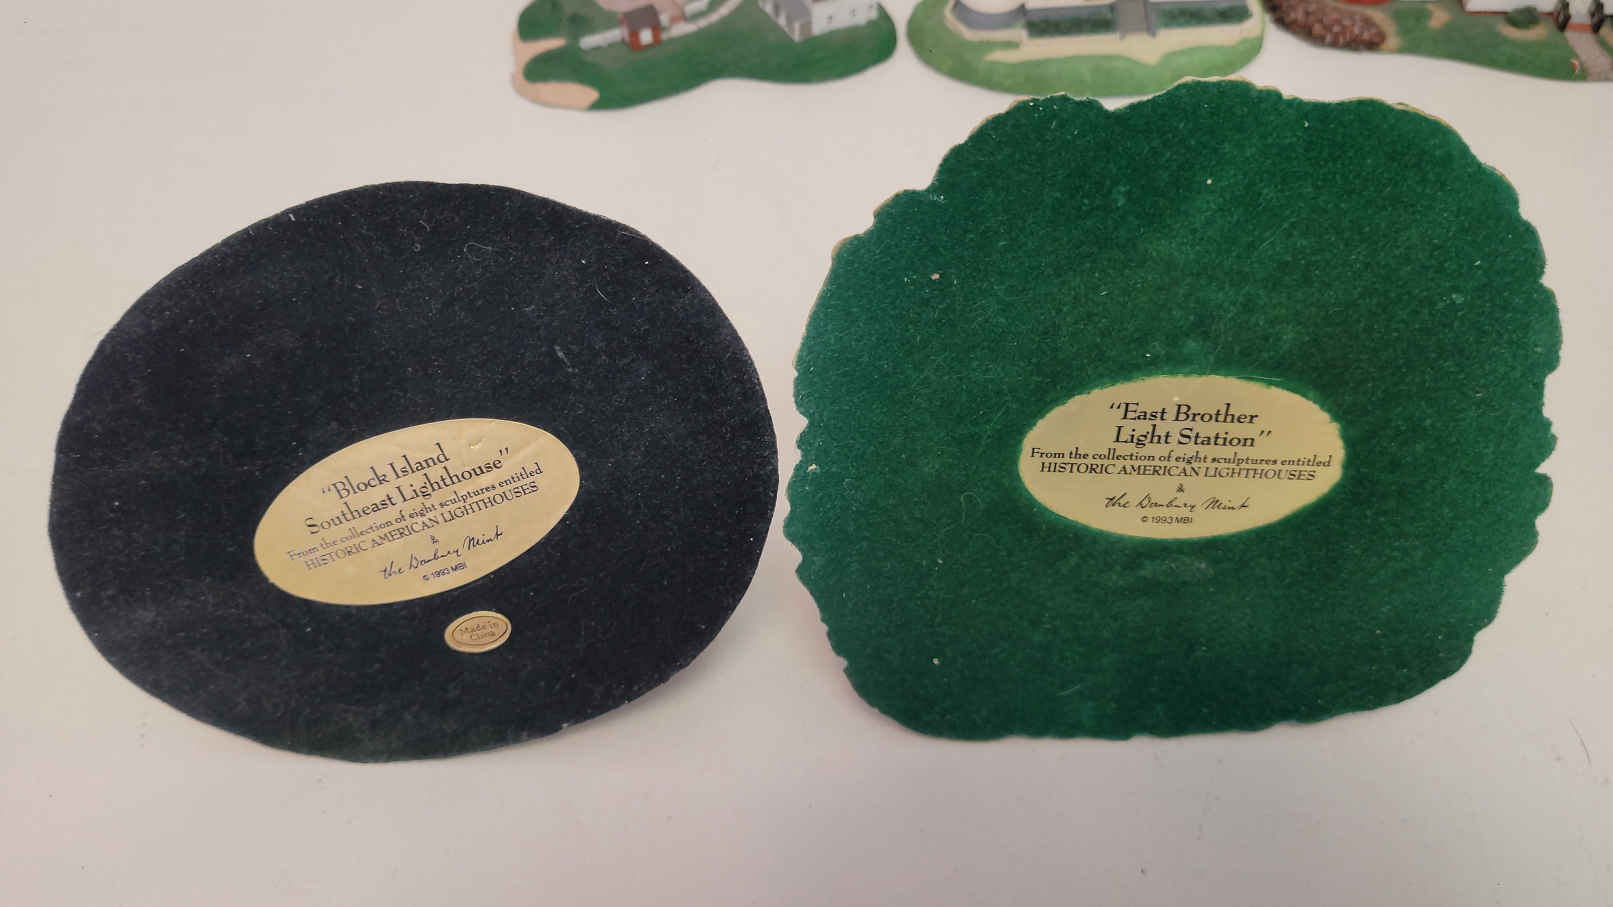 "Block Island
Southeast Lighthouse"
From the collection of eight sculptures entitled
HISTORIC AMERICAN LIGHTHOUSES
the Danbury Mint
© 1993 MBI
Made in
China
"East Brother
Light Station"
From the collection of eight sculptures entitled
HISTORIC AMERICAN LIGHTHOUSES
the Danbury Mint
© 1993 MBI